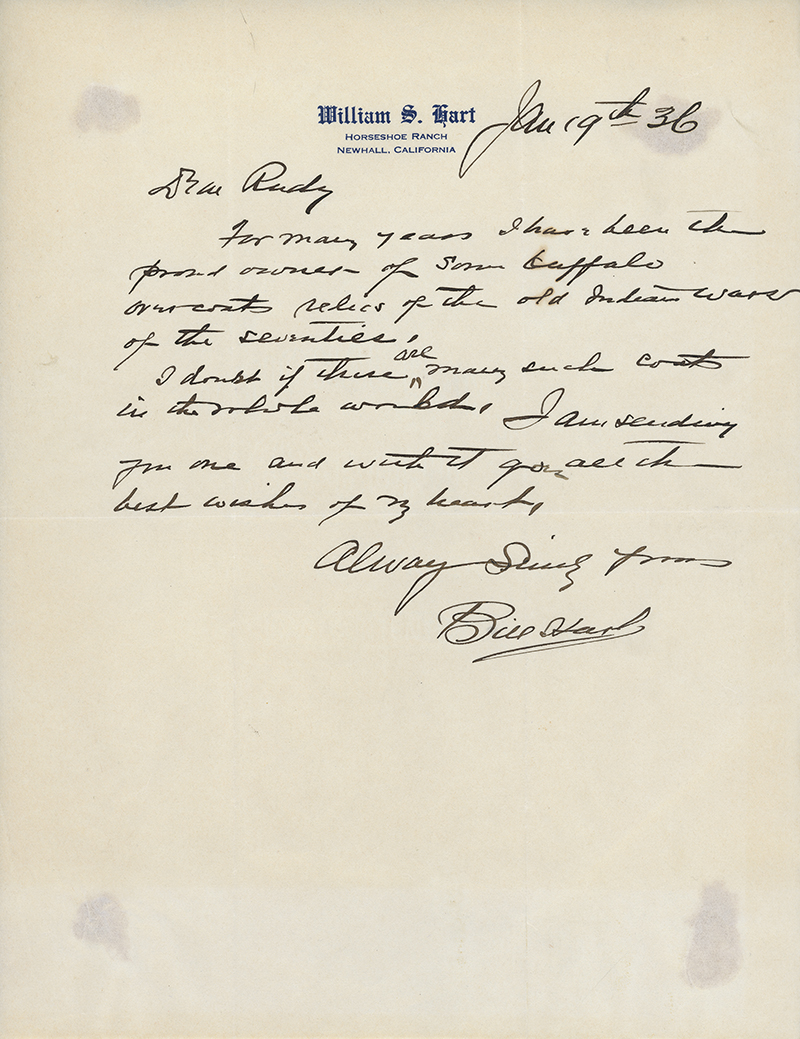 William S. Hart
HORSESHOE RANCH
NEWHALL, CALIFORNIA
Jan 19th 36
Dear Rudy
For many years I have been the
proud owner of some buffalo
overcoats relics of the old Indian wars
of the seventies.
I doubt if there are many such coats
in the whole world. I am sending
you one and with it goes all the
best wishes of my heart.
Always Sincly Yours
Bill Hart